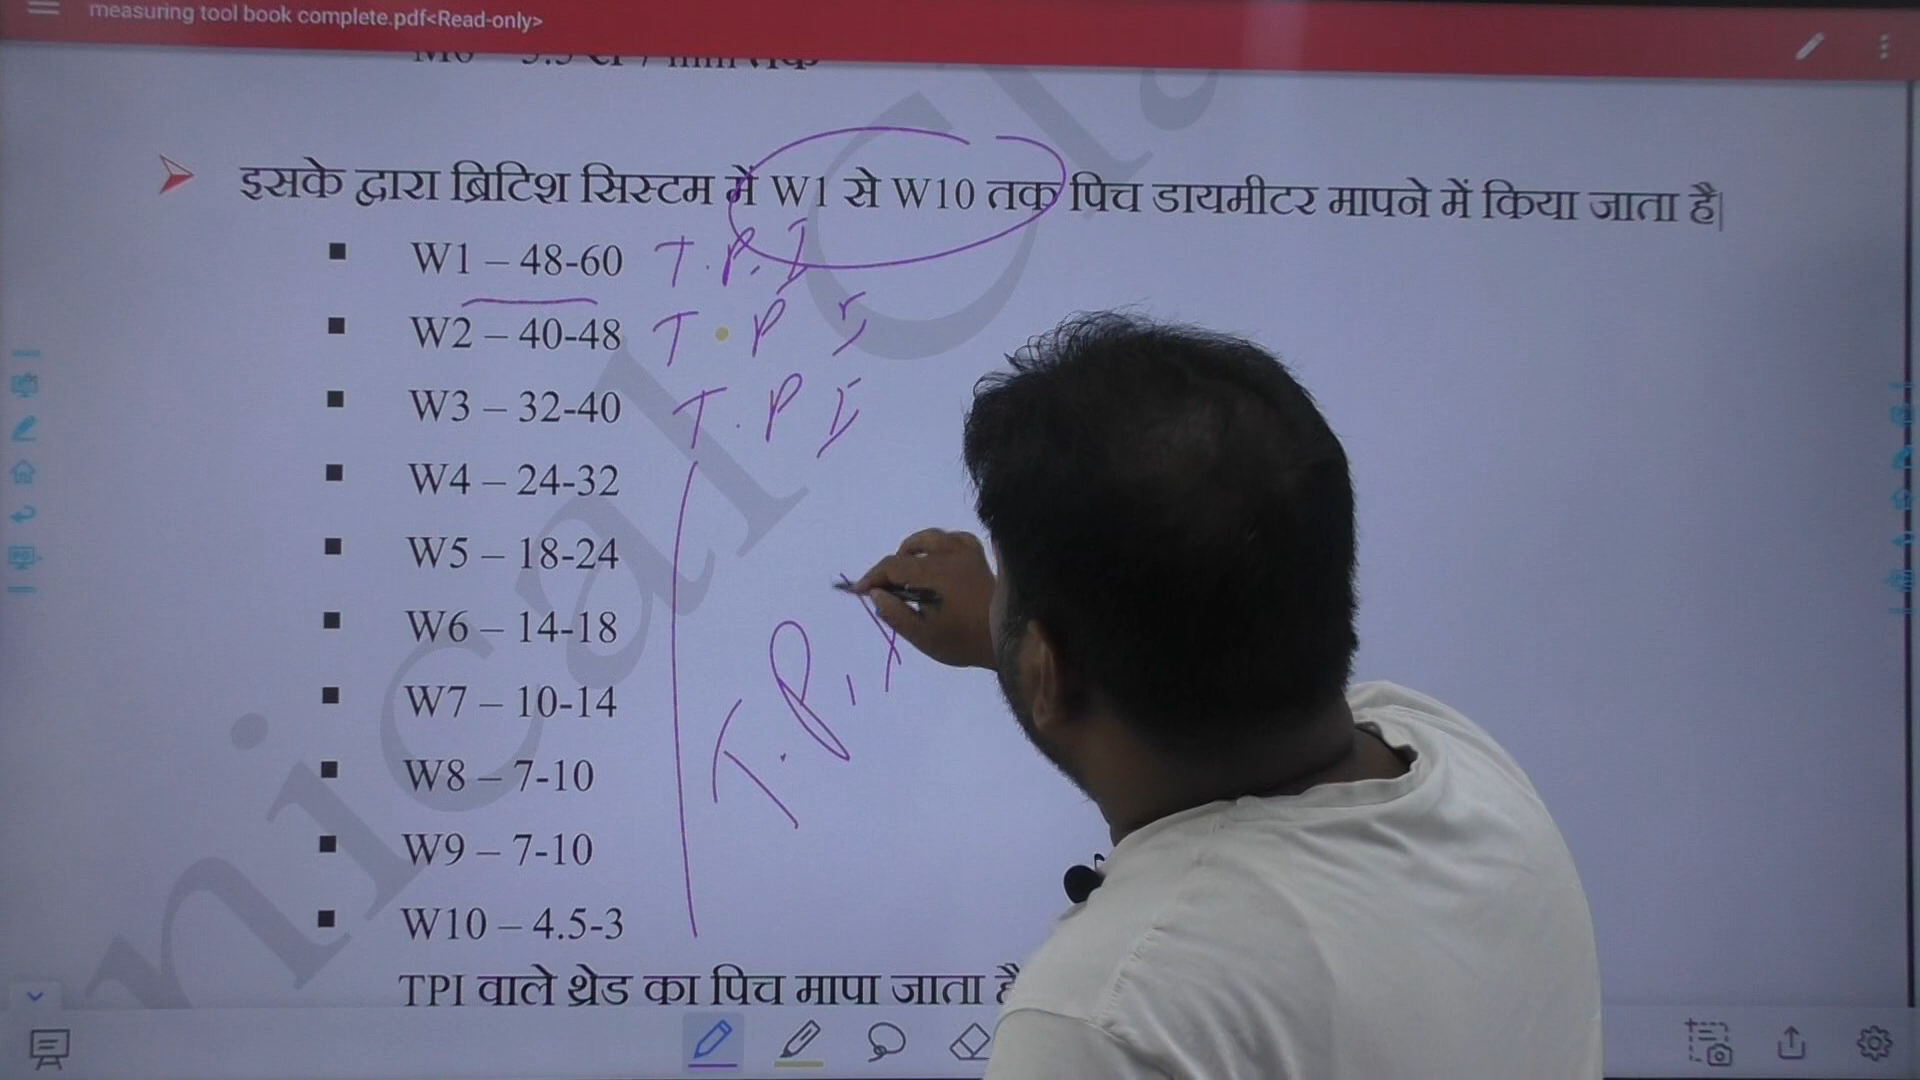 measuring tool book complete.pdf<Read-only>
इसके द्वारा ब्रिटिश सिस्टम में W1 से W10 तक पिच डायमीटर मापने में किया जाता है|
W1 – 48-60 T.P.I
W2 – 40-48 T.P I
W3 – 32-40 T.P I
W4 – 24-32
W5 – 18-24
W6 – 14-18
W7 – 10-14
W8 – 7-10
W9 – 7-10
W10 – 4.5-3
T.P.I
TPI वाले थ्रेड का पिच मापा जाता है